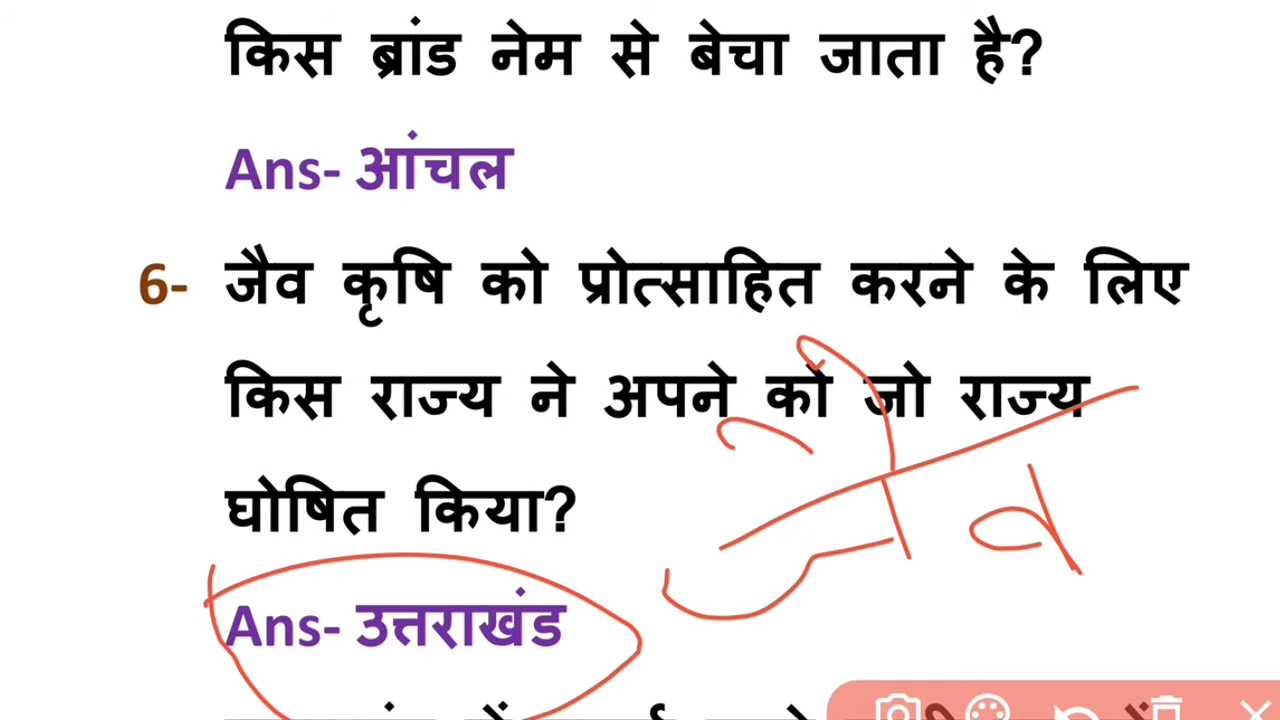 किस ब्रांड नेम से बेचा जाता है?
Ans- आंचल
6- जैव कृषि को प्रोत्साहित करने के लिए
किस राज्य ने अपने को जो राज्य
घोषित किया?
जैव
Ans- उत्तराखंड